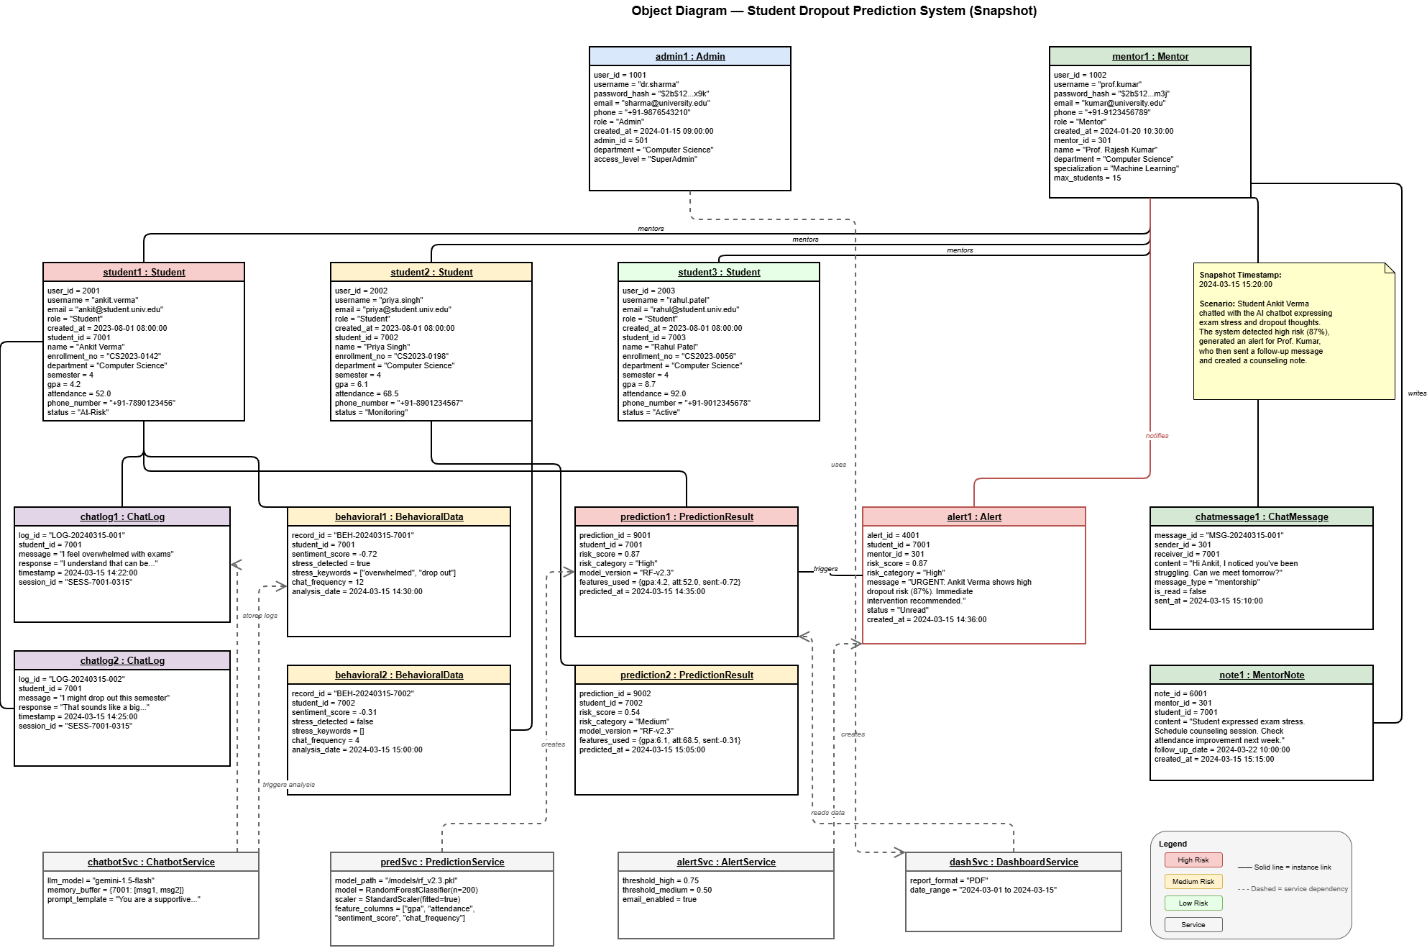 Object Diagram — Student Dropout Prediction System (Snapshot)
admin1 : Admin
user_id = 1001
username = "dr.sharma"
password_hash = "$2b$12...x9k"
email = "sharma@university.edu"
phone = "+91-9876543210"
role = "Admin"
created_at = 2024-01-15 09:00:00
admin_id = 501
department = "Computer Science"
access_level = "SuperAdmin"
mentor1 : Mentor
user_id = 1002
username = "prof.kumar"
password_hash = "$2b$12...m3j"
email = "kumar@university.edu"
phone = "+91-9123456789"
role = "Mentor"
created_at = 2024-01-20 10:30:00
mentor_id = 301
name = "Prof. Rajesh Kumar"
department = "Computer Science"
specialization = "Machine Learning"
max_students = 15
mentors
mentors
mentors
student1 : Student
user_id = 2001
username = "ankit.verma"
email = "ankit@student.univ.edu"
role = "Student"
created_at = 2023-08-01 08:00:00
student_id = 7001
name = "Ankit Verma"
enrollment_no = "CS2023-0142"
department = "Computer Science"
semester = 4
gpa = 4.2
attendance = 52.0
phone_number = "+91-7890123456"
status = "At-Risk"
student2 : Student
user_id = 2002
username = "priya.singh"
email = "priya@student.univ.edu"
role = "Student"
created_at = 2023-08-01 08:00:00
student_id = 7002
name = "Priya Singh"
enrollment_no = "CS2023-0198"
department = "Computer Science"
semester = 4
gpa = 6.1
attendance = 68.5
phone_number = "+91-8901234567"
status = "Monitoring"
student3 : Student
user_id = 2003
username = "rahul.patel"
email = "rahul@student.univ.edu"
role = "Student"
created_at = 2023-08-01 08:00:00
student_id = 7003
name = "Rahul Patel"
enrollment_no = "CS2023-0056"
department = "Computer Science"
semester = 4
gpa = 8.7
attendance = 92.0
phone_number = "+91-9012345678"
status = "Active"
Snapshot Timestamp:
2024-03-15 15:20:00
Scenario: Student Ankit Verma
chatted with the AI chatbot expressing
exam stress and dropout thoughts.
The system detected high risk (87%),
generated an alert for Prof. Kumar,
who then sent a follow-up message
and created a counseling note.
writes
notifies
uses
chatlog1 : ChatLog
log_id = "LOG-20240315-001"
student_id = 7001
message = "I feel overwhelmed with exams"
response = "I understand that can be..."
timestamp = 2024-03-15 14:22:00
session_id = "SESS-7001-0315"
behavioral1 : BehavioralData
record_id = "BEH-20240315-7001"
student_id = 7001
sentiment_score = -0.72
stress_detected = true
stress_keywords = ["overwhelmed", "drop out"]
chat_frequency = 12
analysis_date = 2024-03-15 14:30:00
prediction1 : PredictionResult
prediction_id = 9001
student_id = 7001
risk_score = 0.87
risk_category = "High"
model_version = "RF-v2.3"
features_used = {gpa:4.2, att:52.0, sent:-0.72}
predicted_at = 2024-03-15 14:35:00
triggers
alert1 : Alert
alert_id = 4001
student_id = 7001
mentor_id = 301
risk_score = 0.87
risk_category = "High"
message = "URGENT: Ankit Verma shows high
dropout risk (87%). Immediate
intervention recommended."
status = "Unread"
created_at = 2024-03-15 14:36:00
chatmessage1 : ChatMessage
message_id = "MSG-20240315-001"
sender_id = 301
receiver_id = 7001
content = "Hi Ankit, I noticed you've been
struggling. Can we meet tomorrow?"
message_type = "mentorship"
is_read = false
sent_at = 2024-03-15 15:10:00
stores logs
chatlog2 : ChatLog
log_id = "LOG-20240315-002"
student_id = 7001
message = "I might drop out this semester"
response = "That sounds like a big..."
timestamp = 2024-03-15 14:25:00
session_id = "SESS-7001-0315"
behavioral2 : BehavioralData
record_id = "BEH-20240315-7002"
student_id = 7002
sentiment_score = -0.31
stress_detected = false
stress_keywords = []
chat_frequency = 4
analysis_date = 2024-03-15 15:00:00
prediction2 : PredictionResult
prediction_id = 9002
student_id = 7002
risk_score = 0.54
risk_category = "Medium"
model_version = "RF-v2.3"
features_used = {gpa:6.1, att:68.5, sent:-0.31}
predicted_at = 2024-03-15 15:05:00
note1 : MentorNote
note_id = 6001
mentor_id = 301
student_id = 7001
content = "Student expressed exam stress.
Schedule counseling session. Check
attendance improvement next week."
follow_up_date = 2024-03-22 10:00:00
created_at = 2024-03-15 15:15:00
creates
creates
triggers analysis
reads data
chatbotSvc : ChatbotService
llm_model = "gemini-1.5-flash"
memory_buffer = {7001: [msg1, msg2]}
prompt_template = "You are a supportive..."
predSvc : PredictionService
model_path = "/models/rf_v2.3.pkl"
model = RandomForestClassifier(n=200)
scaler = StandardScaler(fitted=true)
feature_columns = ["gpa", "attendance",
"sentiment_score", "chat_frequency"]
alertSvc : AlertService
threshold_high = 0.75
threshold_medium = 0.50
email_enabled = true
dashSvc : DashboardService
report_format = "PDF"
date_range = "2024-03-01 to 2024-03-15"
Legend
High Risk
Medium Risk
Low Risk
Service
Solid line = instance link
- - - Dashed = service dependency